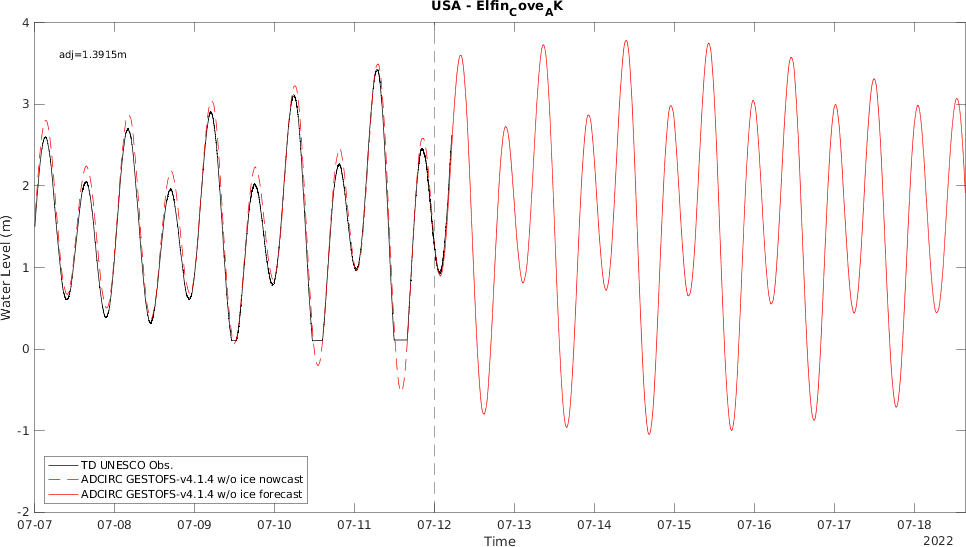 USA - ElfinCoveAK
adj=1.3915m
4
3
2
1
0
-1
-2
Water Level (m)
TD UNESCO Obs.
ADCIRC GESTOFS-v4.1.4 w/o ice nowcast
ADCIRC GESTOFS-v4.1.4 w/o ice forecast
07-07 07-08 07-09 07-10 07-11 07-12 07-13 07-14 07-15 07-16 07-17 07-18
Time
2022